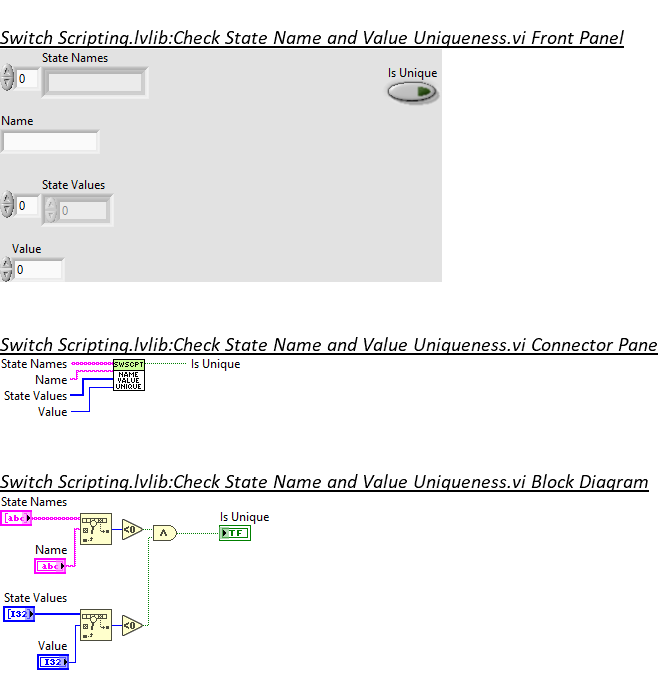 Switch Scripting.lvlib:Check State Name and Value Uniqueness.vi Front Panel
State Names
0
Is Unique
Name
State Values
0
0
Value
0
Switch Scripting.lvlib:Check State Name and Value Uniqueness.vi Connector Pane
State Names
SWSCPT
Is Unique
Name
NAME
VALUE
UNIQUE
State Values
Value
Switch Scripting.lvlib:Check State Name and Value Uniqueness.vi Block Diagram
State Names
abc
Is Unique
<0
TF
Name
abc
State Values
I32
<0
Value
I32